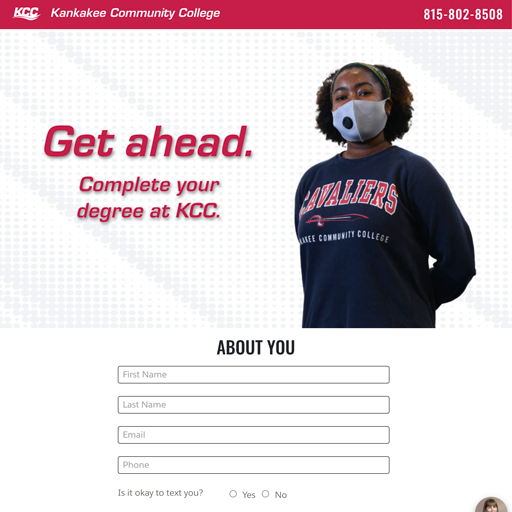 KCC
Kankakee Community College
815-802-8508
Get ahead.
Complete your
degree at KCC.
CAVALIERS
KANKAKEE COMMUNITY COLLEGE
ABOUT YOU
First Name
Last Name
Email
Phone
Is it okay to text you? Yes No